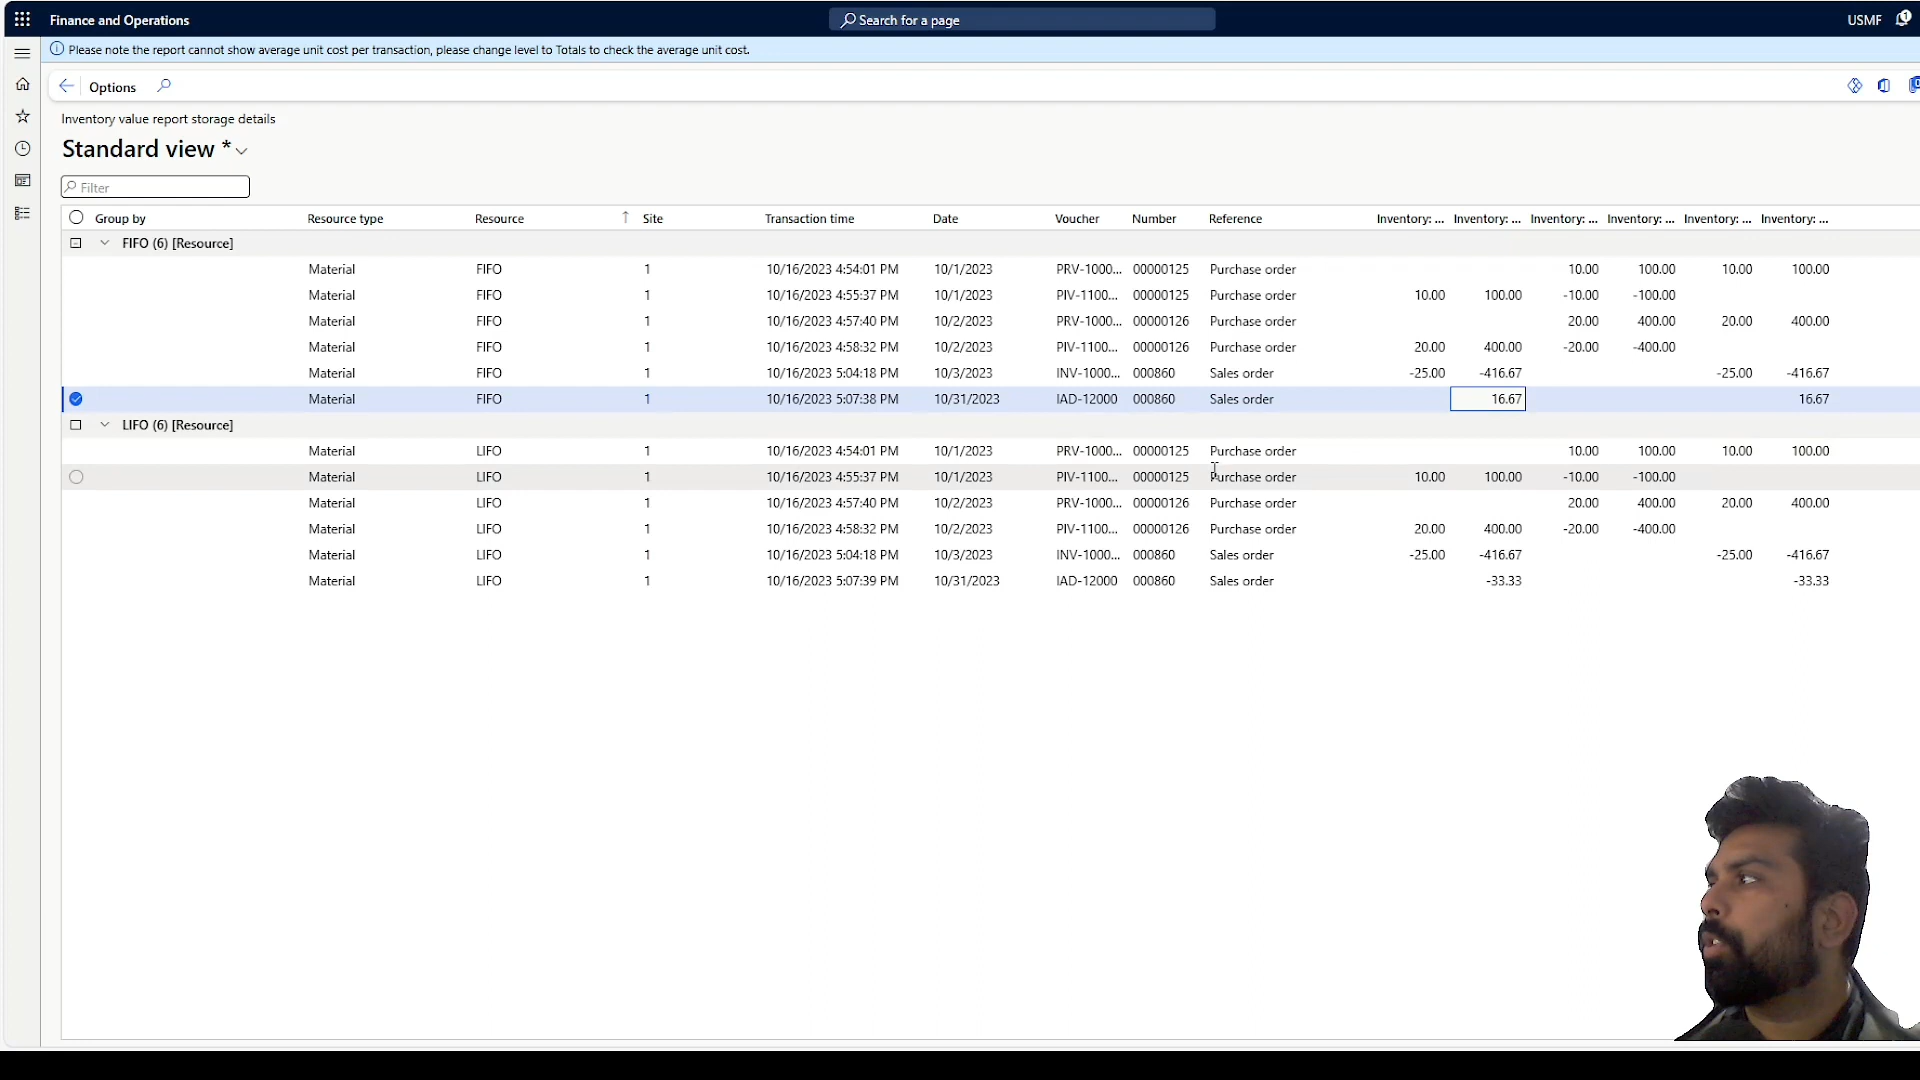 Finance and Operations
Search for a page
USMF
1
Please note the report cannot show average unit cost per transaction, please change level to Totals to check the average unit cost.
Options
Inventory value report storage details
Standard view *
Filter
Group by Resource type Resource Site Transaction time Date Voucher Number Reference Inventory: ... Inventory: ... Inventory: ... Inventory: ... Inventory: ... Inventory: ...
FIFO (6) [Resource]
Material FIFO 1 10/16/2023 4:54:01 PM 10/1/2023 PRV-1000... 00000125 Purchase order 10.00 100.00 10.00 100.00
Material FIFO 1 10/16/2023 4:55:37 PM 10/1/2023 PIV-1100... 00000125 Purchase order 10.00 100.00 -10.00 -100.00
Material FIFO 1 10/16/2023 4:57:40 PM 10/2/2023 PRV-1000... 00000126 Purchase order 20.00 400.00 20.00 400.00
Material FIFO 1 10/16/2023 4:58:32 PM 10/2/2023 PIV-1100... 00000126 Purchase order 20.00 400.00 -20.00 -400.00
Material FIFO 1 10/16/2023 5:04:18 PM 10/3/2023 INV-1000... 000860 Sales order -25.00 -416.67 -25.00 -416.67
Material FIFO 1 10/16/2023 5:07:38 PM 10/31/2023 IAD-12000 000860 Sales order 16.67 16.67
LIFO (6) [Resource]
Material LIFO 1 10/16/2023 4:54:01 PM 10/1/2023 PRV-1000... 00000125 Purchase order 10.00 100.00 10.00 100.00
Material LIFO 1 10/16/2023 4:55:37 PM 10/1/2023 PIV-1100... 00000125 Purchase order 10.00 100.00 -10.00 -100.00
Material LIFO 1 10/16/2023 4:57:40 PM 10/2/2023 PRV-1000... 00000126 Purchase order 20.00 400.00 20.00 400.00
Material LIFO 1 10/16/2023 4:58:32 PM 10/2/2023 PIV-1100... 00000126 Purchase order 20.00 400.00 -20.00 -400.00
Material LIFO 1 10/16/2023 5:04:18 PM 10/3/2023 INV-1000... 000860 Sales order -25.00 -416.67 -25.00 -416.67
Material LIFO 1 10/16/2023 5:07:39 PM 10/31/2023 IAD-12000 000860 Sales order -33.33 -33.33